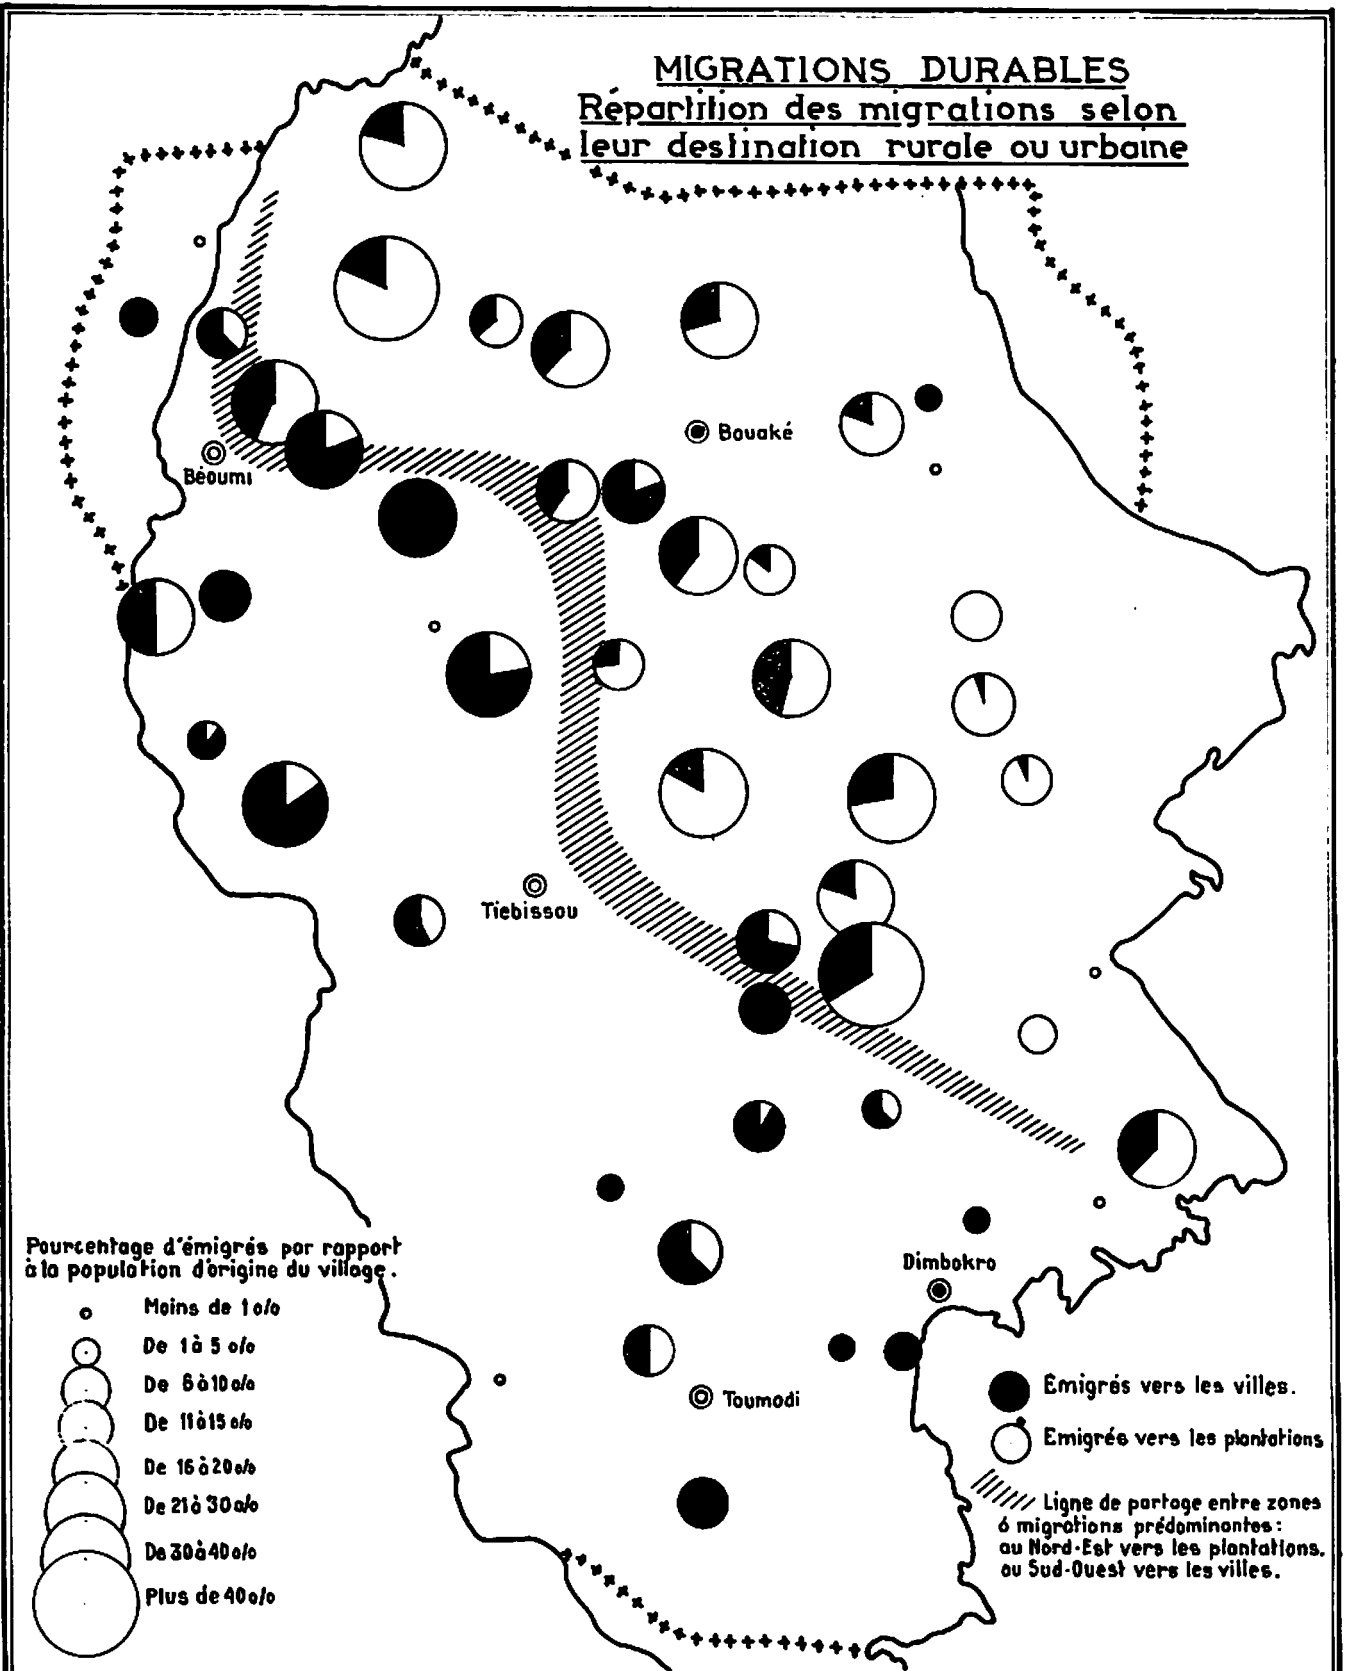 MIGRATIONS DURABLES
Répartition des migrations selon
leur destination rurale ou urbaine
Bouaké
Béoumi
Tiebissou
Dimbokro
Toumodi
Pourcentage d'émigrés par rapport
à la population d'origine du village.
Moins de 1 o/o
De 1 à 5 o/o
De 6 à 10 o/o
De 11 à 15 o/o
De 16 à 20 o/o
De 21 à 30 o/o
De 30 à 40 o/o
Plus de 40 o/o
Emigrés vers les villes.
Emigrés vers les plantations
Ligne de partage entre zones
à migrations prédominantes:
au Nord-Est vers les plantations.
au Sud-Ouest vers les villes.